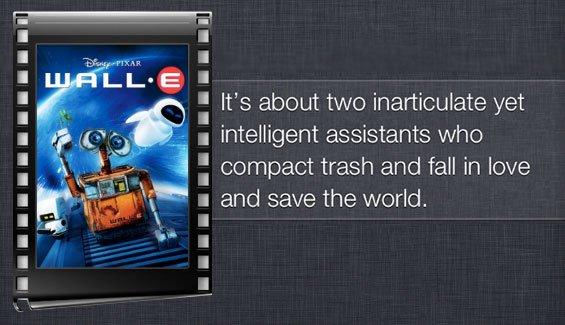 Disney · PIXAR
WALL·E
WALL·E
It’s about two inarticulate yet
intelligent assistants who
compact trash and fall in love
and save the world.